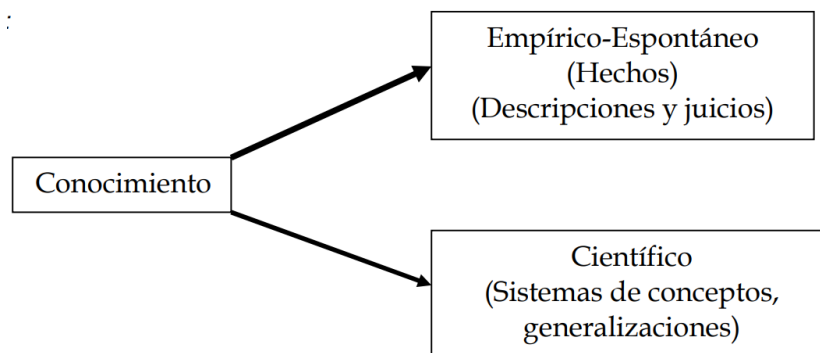 :
Empírico-Espontáneo
(Hechos)
(Descripciones y juicios)
Conocimiento
Científico
(Sistemas de conceptos,
generalizaciones)